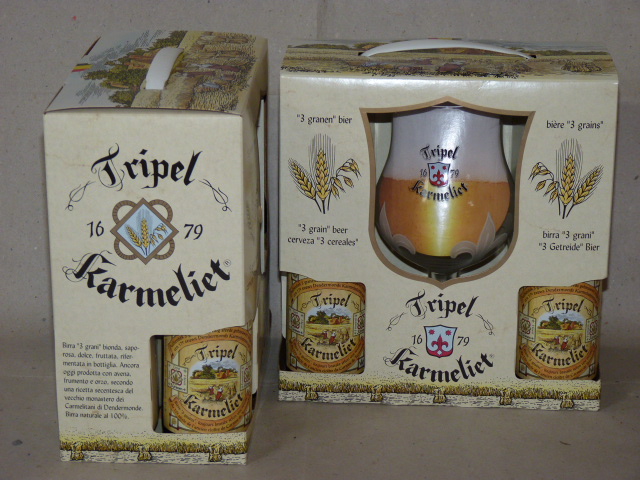 Tripel
16 79
Karmeliet®
Birra "3 grani" bionda, sapo-
rosa, dolce, fruttata, rifer-
mentata in bottiglia. Ancora
oggi prodotta con avena,
frumento e orzo, secondo
una ricetta secentesca del
vecchio monastero dei
Carmelitani di Dendermonde.
Birra naturale al 100%.
Tripel
Karmeliet
"3 granen" bier
bière "3 grains"
Tripel
16 79
Karmeliet
"3 grain" beer
cerveza "3 cereales"
birra "3 grani"
"3 Getreide" Bier
Tripel
Karmeliet
Tripel
16 79
Karmeliet®
Tripel
Karmeliet